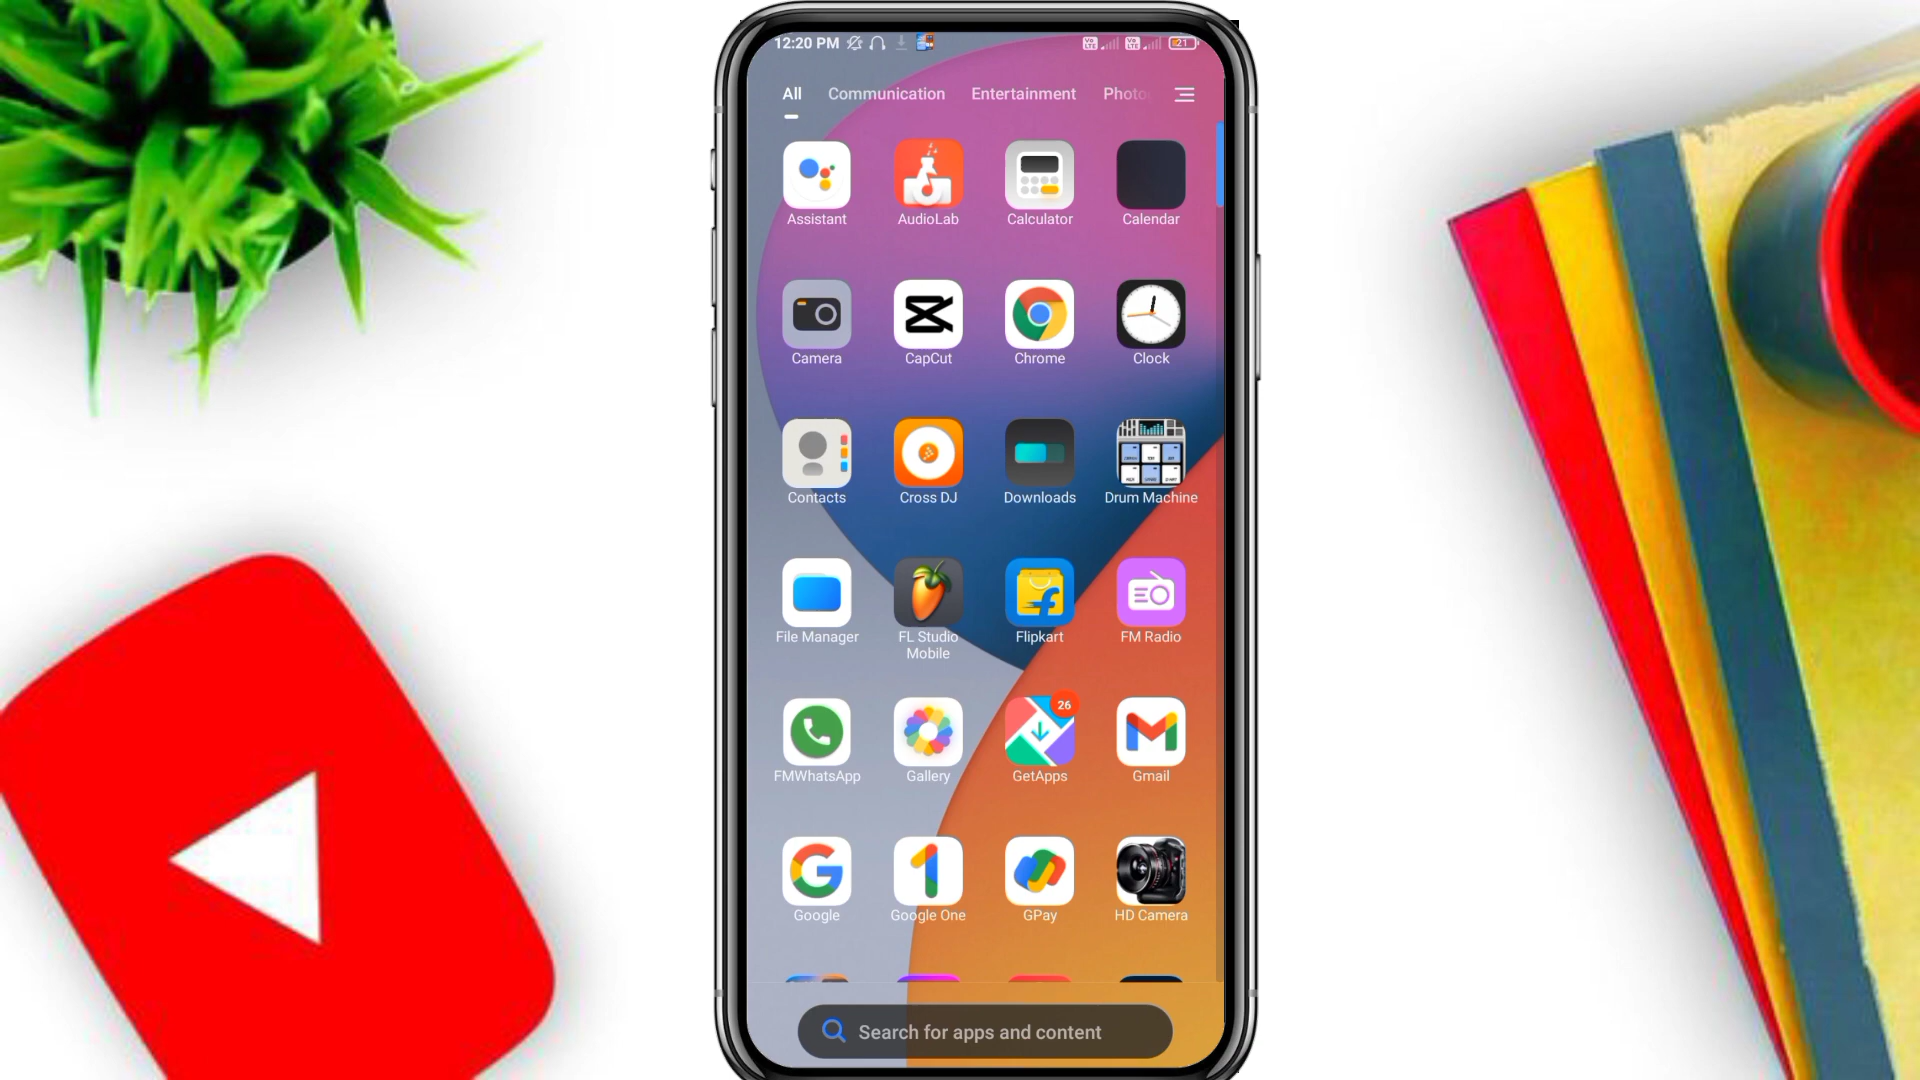 12:20 PM
21
All Communication Entertainment Photo
Assistant AudioLab Calculator Calendar
Camera CapCut Chrome Clock
Contacts Cross DJ Downloads Drum Machine
File Manager FL Studio Mobile Flipkart FM Radio
26
FMWhatsApp Gallery GetApps Gmail
Google Google One GPay HD Camera
Search for apps and content